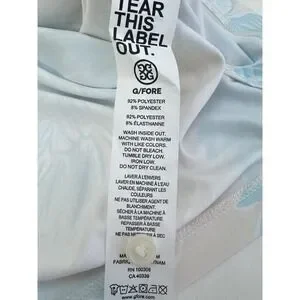 TEAR
THIS
LABEL
OUT.
G/FORE
92% POLYESTER
8% SPANDEX
92% POLYESTER
8% ÉLASTHANNE
WASH INSIDE OUT.
MACHINE WASH WARM
WITH LIKE COLORS.
DO NOT BLEACH.
TUMBLE DRY LOW.
IRON LOW.
DO NOT DRY CLEAN.
LAVER À L'ENVERS
LAVER EN MACHINE À L'EAU
CHAUDE, SÉPARANT LES
COULEURS
NE PAS UTILISER AGENT DE
BLANCHIMENT.
SÉCHER À LA MACHINE À
BASSE TEMPÉRATURE
REPASSER À BASSE
TEMPÉRATURE
NE À SEC
RN 100306
CA 40336
www.gfore.com